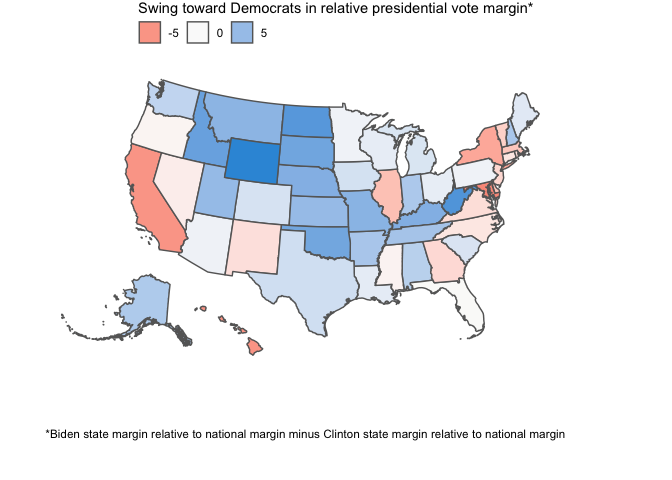 Swing toward Democrats in relative presidential vote margin*
-5 0 5
*Biden state margin relative to national margin minus Clinton state margin relative to national margin